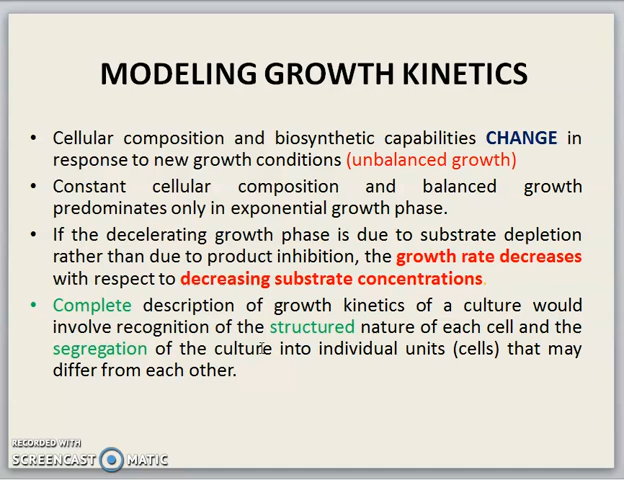 MODELING GROWTH KINETICS
• Cellular composition and biosynthetic capabilities CHANGE in
response to new growth conditions (unbalanced growth)
• Constant cellular composition and balanced growth
predominates only in exponential growth phase.
• If the decelerating growth phase is due to substrate depletion
rather than due to product inhibition, the growth rate decreases
with respect to decreasing substrate concentrations.
• Complete description of growth kinetics of a culture would
involve recognition of the structured nature of each cell and the
segregation of the culture into individual units (cells) that may
differ from each other.
RECORDED WITH
SCREENCAST MATIC